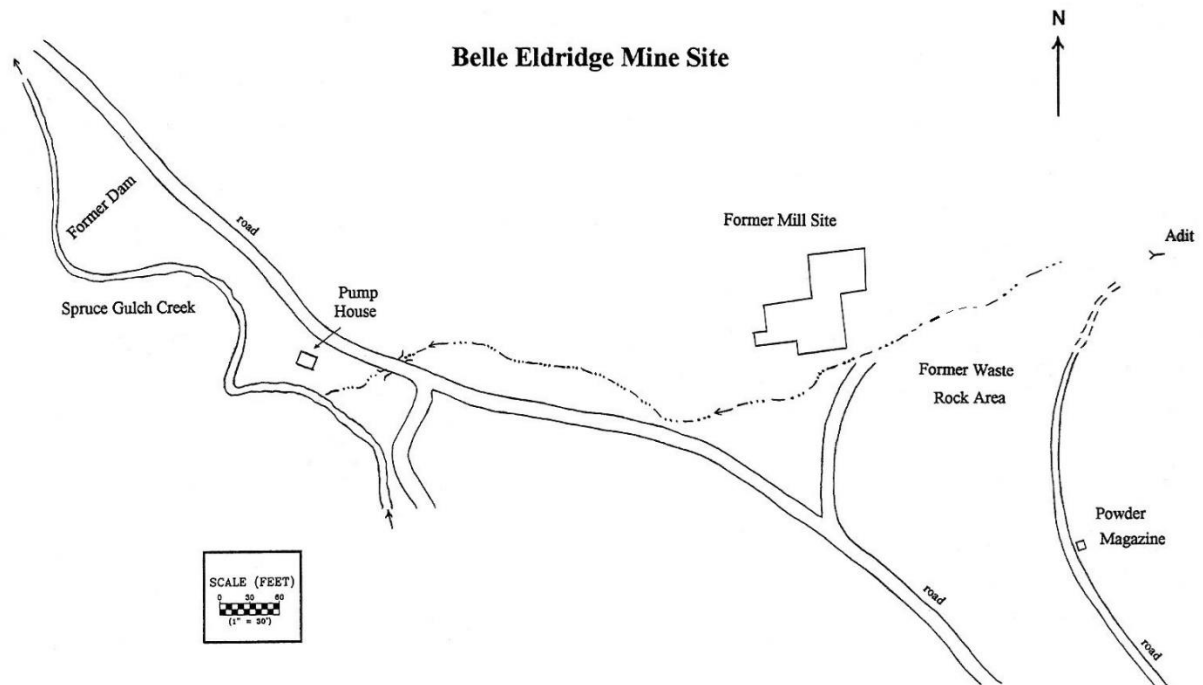 N
Belle Eldridge Mine Site
Former Dam
road
Former Mill Site
Adit
Spruce Gulch Creek
Pump
House
Former Waste
Rock Area
Powder
Magazine
SCALE (FEET)
0 30 60
(1" = 30')
road
road